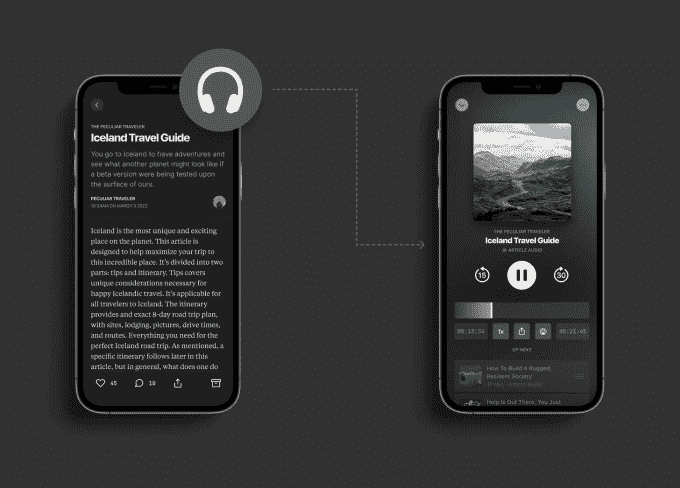 THE PECULIAR TRAVELER
Iceland Travel Guide
You go to Iceland to have adventures and
see what another planet might look like if
a beta version were being tested upon
the surface of ours.
PECULIAR TRAVELER
10:34AM ON MARCH 3 2022
Iceland is the most unique and exciting
place on the planet. This article is
designed to help maximize your trip to
this incredible place. It's divided into two
parts: tips and itinerary. Tips covers
unique considerations necessary for
happy Icelandic travel. It's applicable for
all travelers to Iceland. The itinerary
provides and exact 8-day road trip plan,
with sites, lodging, pictures, drive times,
and routes. Everything you need for the
perfect Iceland road trip. As mentioned, a
specific itinerary follows later in this
article, but in general, what does one do
45
18
THE PECULIAR TRAVELER
Iceland Travel Guide
ARTICLE AUDIO
15
30
1x
UP NEXT
How To Build A Rugged,
Resilient Society
Help Is Out There, You Just